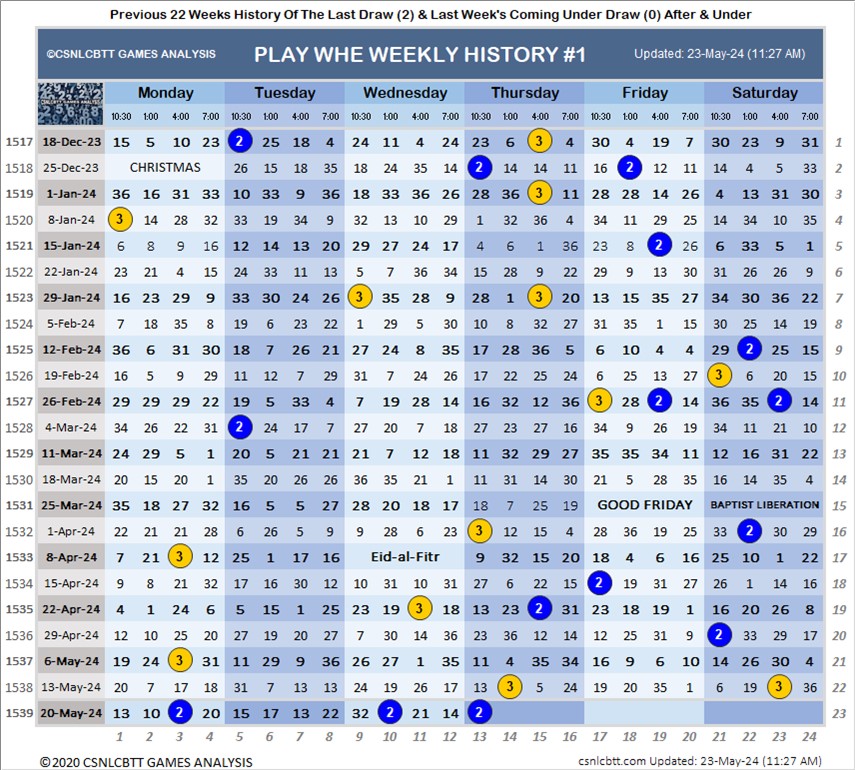 Previous 22 Weeks History Of The Last Draw (2) & Last Week's Coming Under Draw (0) After & Under
©CSNLCBTT GAMES ANALYSIS PLAY WHE WEEKLY HISTORY #1 Updated: 23-May-24 (11:27 AM)
Monday Tuesday Wednesday Thursday Friday Saturday
10:30 1:00 4:00 7:00 10:30 1:00 4:00 7:00 10:30 1:00 4:00 7:00 10:30 1:00 4:00 7:00 10:30 1:00 4:00 7:00 10:30 1:00 4:00 7:00
1517 18-Dec-23 15 5 10 23 2 25 18 4 24 11 4 24 23 6 3 4 30 4 19 7 30 23 9 31 1
1518 25-Dec-23 CHRISTMAS 26 15 18 35 18 24 35 14 2 14 14 11 16 2 12 11 14 4 5 33 2
1519 1-Jan-24 36 16 31 33 10 33 9 36 18 33 36 26 28 36 3 11 28 28 14 26 4 13 31 30 3
1520 8-Jan-24 3 14 28 32 33 19 34 9 32 13 10 29 1 32 36 4 34 11 29 25 14 34 10 35 4
1521 15-Jan-24 6 8 9 16 12 14 13 20 29 27 24 17 4 6 1 36 23 8 2 26 6 33 5 1 5
1522 22-Jan-24 23 21 4 15 24 33 11 13 5 7 36 34 15 28 9 22 29 9 13 30 31 26 26 9 6
1523 29-Jan-24 16 23 29 9 33 30 24 26 3 35 28 9 28 1 3 20 13 15 35 27 34 30 36 22 7
1524 5-Feb-24 7 18 35 8 19 6 23 22 1 29 5 30 10 8 32 27 31 35 1 15 30 25 14 19 8
1525 12-Feb-24 36 6 31 30 18 7 26 21 27 24 8 35 17 28 36 5 6 10 4 4 29 2 25 15 9
1526 19-Feb-24 16 5 9 29 11 12 7 29 31 7 24 26 17 22 25 24 6 25 13 27 3 6 20 15 10
1527 26-Feb-24 29 29 29 22 19 5 33 4 7 19 28 14 16 32 12 36 3 28 2 14 36 35 2 14 11
1528 4-Mar-24 34 26 22 31 2 24 17 7 27 20 7 18 27 12 23 17 34 9 26 19 34 11 21 10 12
1529 11-Mar-24 24 29 5 1 20 5 21 21 21 7 12 18 11 31 29 30 35 35 34 34 11 12 16 31 22 13
1530 18-Mar-24 20 15 20 1 35 20 26 26 36 35 21 1 11 31 14 30 21 5 28 35 16 14 35 5 14
1531 25-Mar-24 35 18 18 27 32 16 5 5 27 28 20 18 17 18 7 25 19 GOOD FRIDAY BAPTIST LIBERATION 15
1532 1-Apr-24 22 21 21 28 6 26 5 9 9 28 6 23 3 12 15 4 28 36 19 25 33 2 30 29 16
1533 8-Apr-24 7 21 3 12 25 1 17 16 Eid-al-Fitr 9 32 15 20 18 4 6 16 25 10 1 22 17
1534 15-Apr-24 9 8 21 32 17 16 30 12 10 31 10 31 27 6 22 15 2 19 31 27 26 1 14 16 18
1535 22-Apr-24 4 1 24 6 5 15 1 25 23 19 3 18 13 23 2 31 23 18 19 1 16 20 26 8 19
1536 29-Apr-24 12 10 25 20 27 19 20 27 7 30 14 36 23 36 12 14 12 25 31 9 2 33 29 17 20
1537 6-May-24 19 24 3 31 11 29 9 36 26 27 1 35 11 4 35 34 16 9 6 10 14 26 30 4 21
1538 13-May-24 20 7 17 18 31 7 13 13 24 19 26 17 13 3 5 24 19 20 35 1 6 19 3 36 22
1539 20-May-24 13 10 2 20 15 17 13 22 32 2 21 14 2 23
1 2 3 4 5 6 7 8 9 10 11 12 13 14 15 16 17 18 19 20 21 22 23 24
©2020 CSNLCBTT GAMES ANALYSIS csnlcbtt.com Updated: 23-May-24 (11:27 AM)